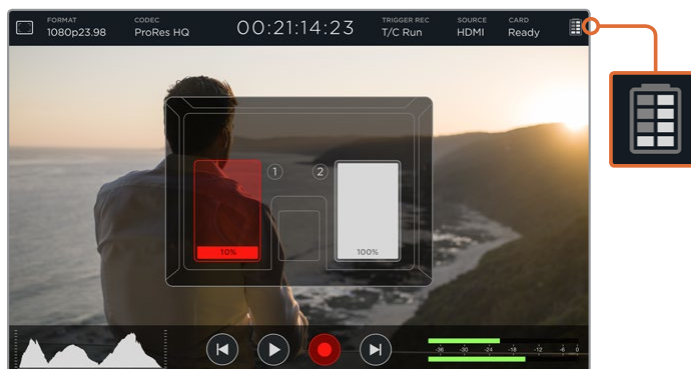 FORMAT CODEC TRIGGER REC SOURCE CARD
1080p23.98 ProRes HQ 00:21:14:23 T/C Run HDMI Ready
1 2
10% 100%
-36 -30 -24 -18 -12 -6 0